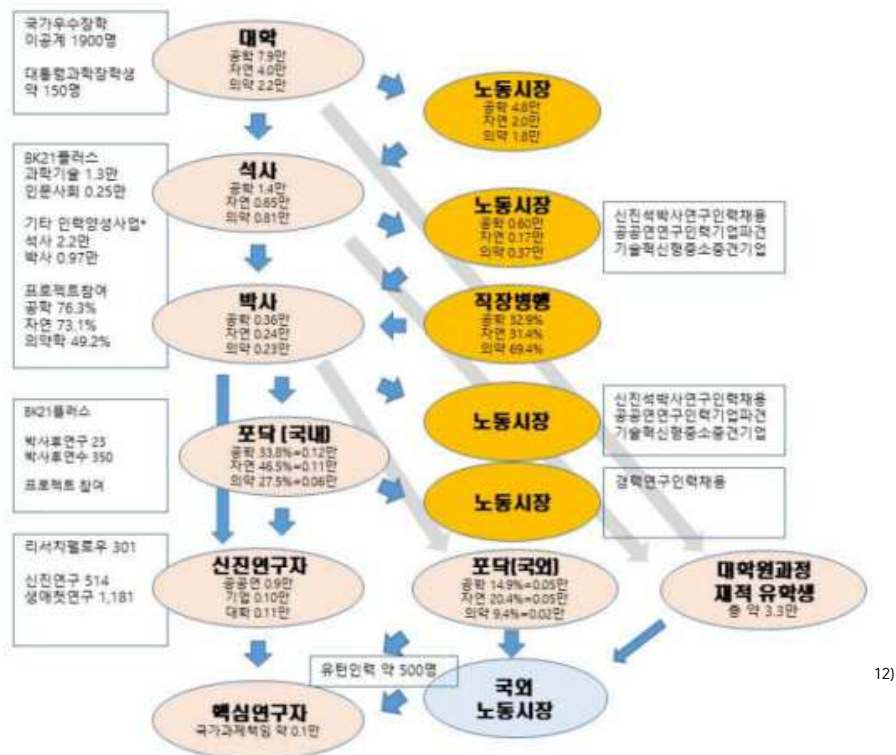 국가우수장학
이공계 1900명
대통령과학장학생
약 150명
대학
공학 7.9만
자연 4.0만
의약 2.2만
노동시장
공학 4.8만
자연 2.0만
의약 1.8만
BK21플러스
과학기술 1.3만
인문사회 0.25만
기타 인력양성사업*
석사 2.2만
박사 0.97만
프로젝트참여
공학 76.3%
자연 73.1%
의약학 49.2%
석사
공학 1.4만
자연 0.65만
의약 0.81만
노동시장
공학 0.60만
자연 0.17만
의약 0.37만
신진석박사연구인력채용
공공연연구인력기업파견
기술혁신형중소중견기업
박사
공학 0.36만
자연 0.24만
의약 0.23만
직장병행
공학 32.9%
자연 31.4%
의약 69.4%
BK21플러스
박사후연구 23
박사후연수 350
프로젝트 참여
포닥 (국내)
공학 33.8%=0.12만
자연 46.5%=0.11만
의약 27.5%=0.06만
노동시장
신진석박사연구인력채용
공공연연구인력기업파견
기술혁신형중소중견기업
노동시장
경력연구인력채용
리서치펠로우 301
신진연구 514
생애첫연구 1,181
신진연구자
공공연 0.9만
기업 0.10만
대학 0.11만
포닥(국외)
공학 14.9%=0.05만
자연 20.4%=0.05만
의약 9.4%=0.02만
대학원과정
재적 유학생
총 약 3.3만
유턴인력 약 500명
국외
노동시장
핵심연구자
국가과제책임 약 0.1만
12)